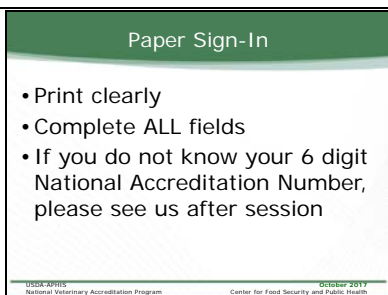 Paper Sign-In
• Print clearly
• Complete ALL fields
• If you do not know your 6 digit
National Accreditation Number,
please see us after session
USDA-APHIS
National Veterinary Accreditation Program
October 2017
Center for Food Security and Public Health